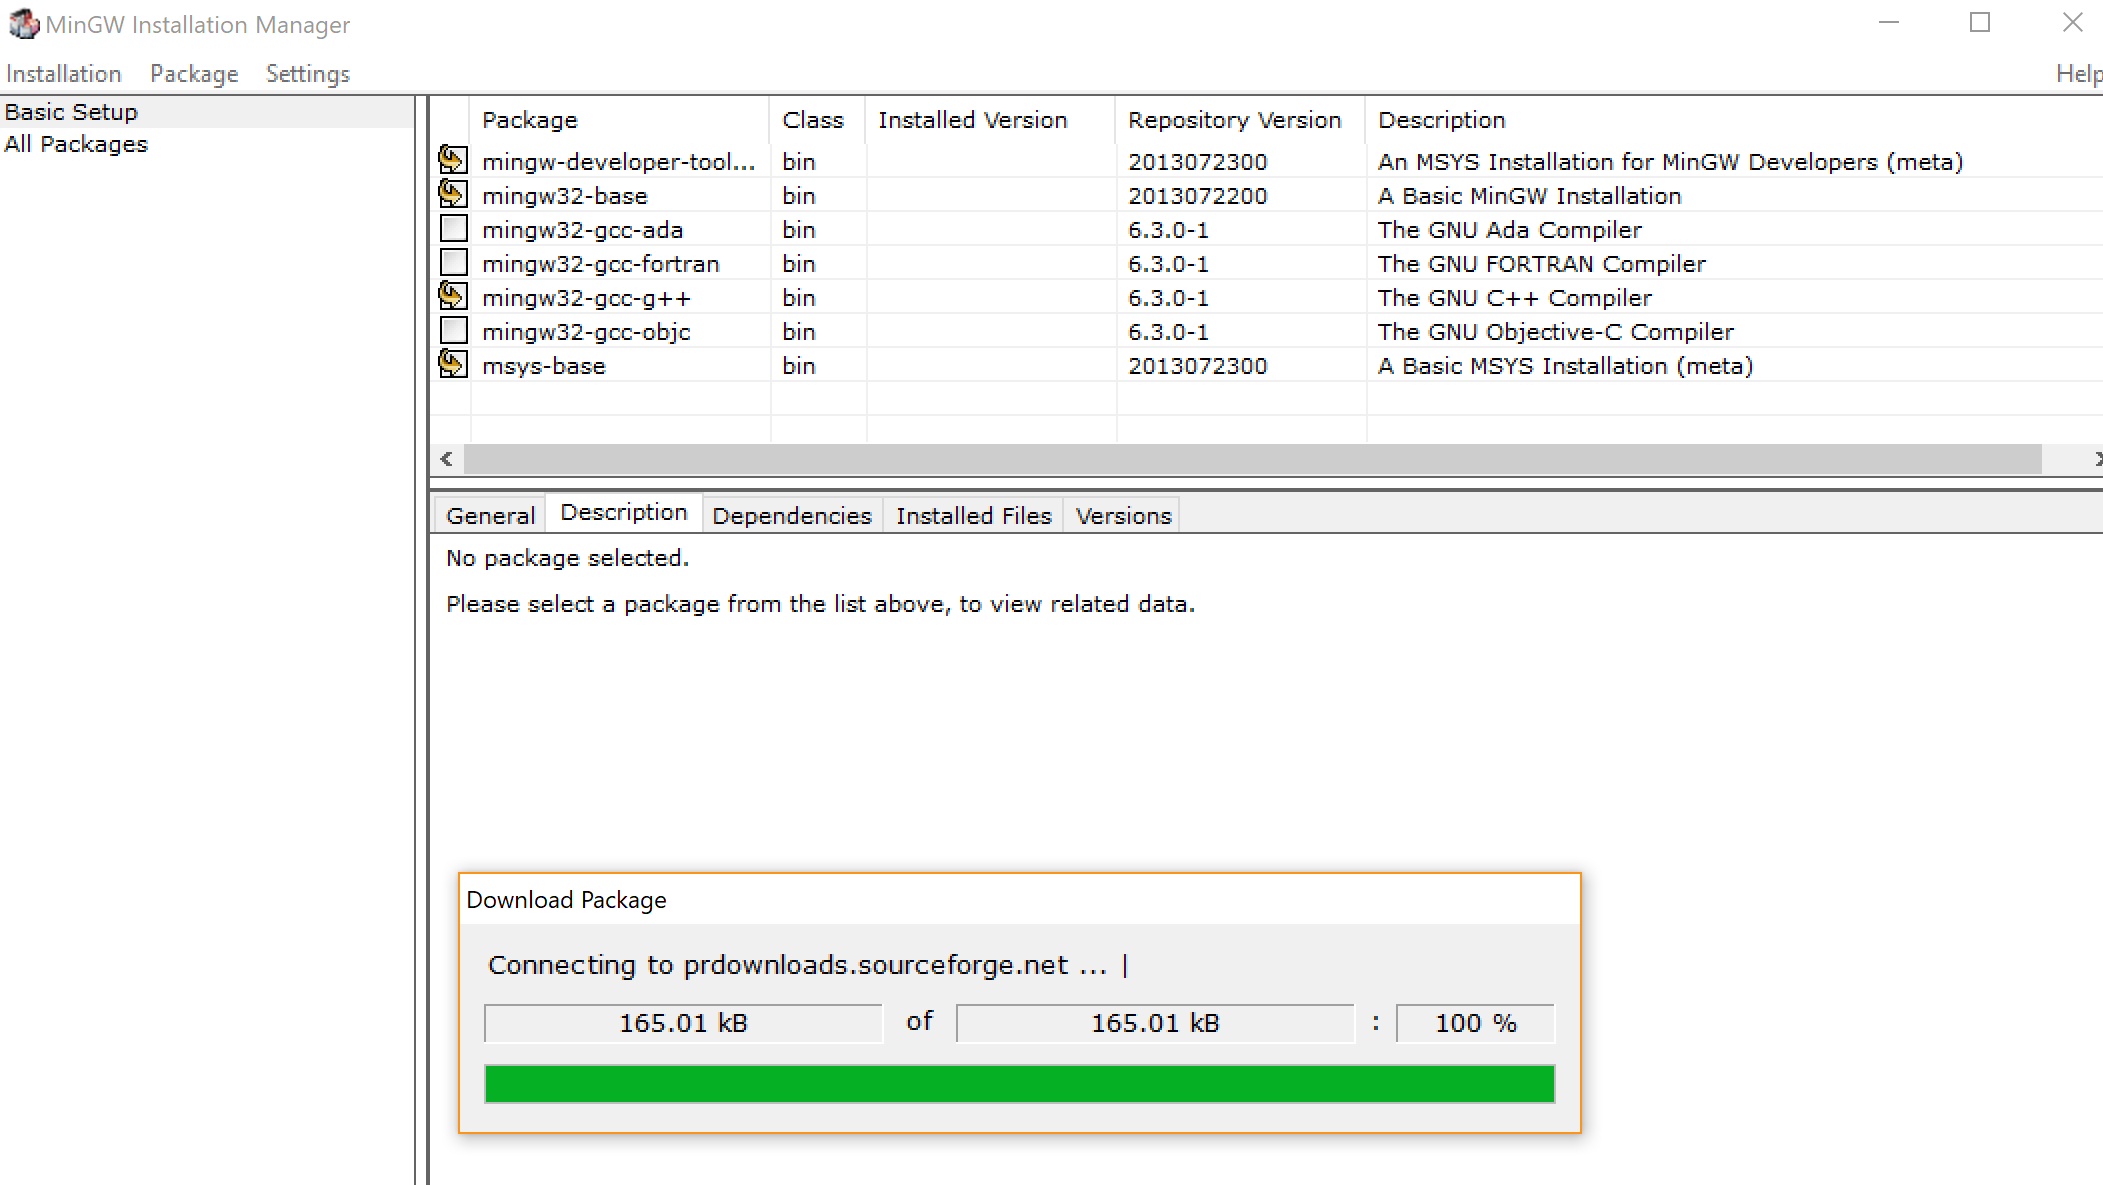 MinGW Installation Manager
Installation Package Settings Help
Basic Setup
All Packages
Package Class Installed Version Repository Version Description
mingw-developer-tool... bin 2013072300 An MSYS Installation for MinGW Developers (meta)
mingw32-base bin 2013072200 A Basic MinGW Installation
mingw32-gcc-ada bin 6.3.0-1 The GNU Ada Compiler
mingw32-gcc-fortran bin 6.3.0-1 The GNU FORTRAN Compiler
mingw32-gcc-g++ bin 6.3.0-1 The GNU C++ Compiler
mingw32-gcc-objc bin 6.3.0-1 The GNU Objective-C Compiler
msys-base bin 2013072300 A Basic MSYS Installation (meta)
General Description Dependencies Installed Files Versions
No package selected.
Please select a package from the list above, to view related data.
Download Package
Connecting to prdownloads.sourceforge.net ... |
165.01 kB of 165.01 kB : 100 %